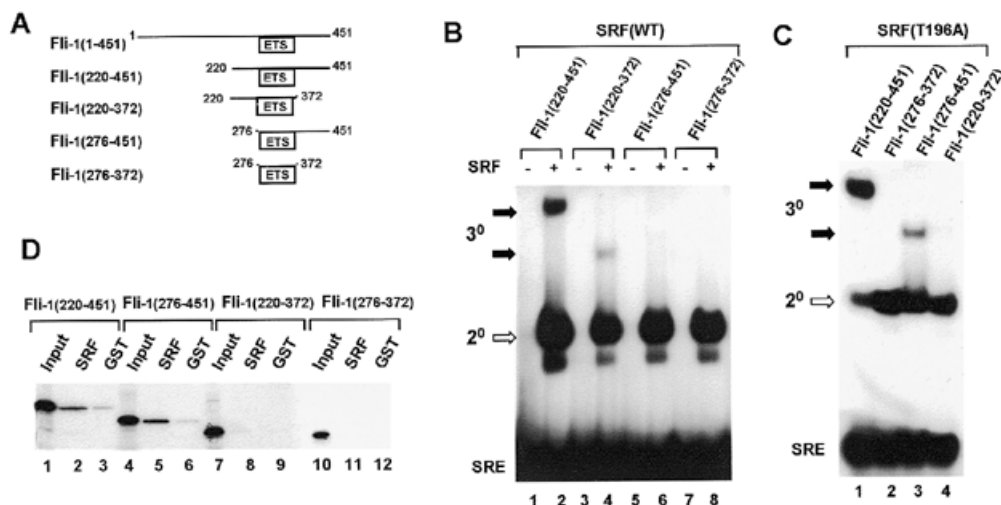 A
1 451
Fli-1(1-451) ETS
220 451
Fli-1(220-451) ETS
220 372
Fli-1(220-372) ETS
276 451
Fli-1(276-451) ETS
276 372
Fli-1(276-372) ETS
B
SRF(WT)
Fli-1(220-451) Fli-1(220-372) Fli-1(276-451) Fli-1(276-372)
SRF - + - + - + - +
3⁰
2⁰
SRE
1 2 3 4 5 6 7 8
C
SRF(T196A)
Fli-1(220-451) Fli-1(276-372) Fli-1(276-451) Fli-1(220-372)
3⁰
2⁰
SRE
1 2 3 4
D
Fli-1(220-451) Fli-1(276-451) Fli-1(220-372) Fli-1(276-372)
Input SRF GST Input SRF GST Input SRF GST Input SRF GST
1 2 3 4 5 6 7 8 9 10 11 12